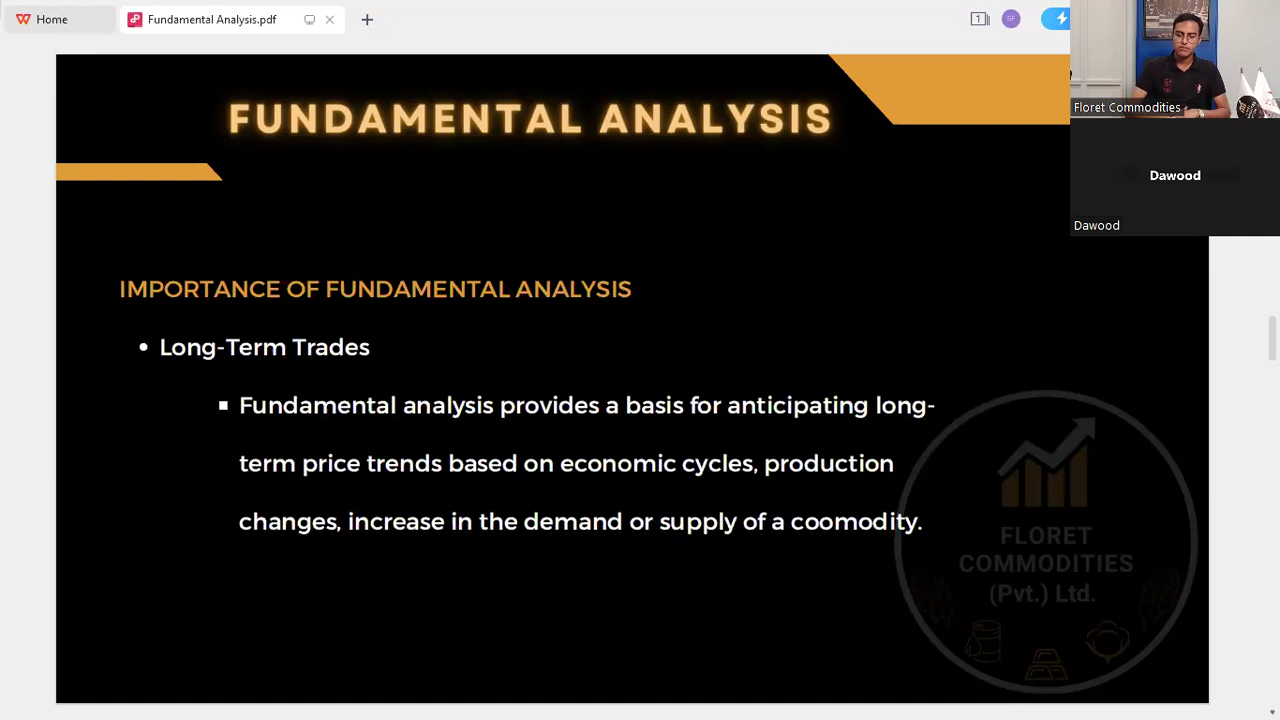 Home
Fundamental Analysis.pdf
1
SF
Floret Commodities
Dawood
Dawood
FUNDAMENTAL ANALYSIS
IMPORTANCE OF FUNDAMENTAL ANALYSIS
Long-Term Trades
Fundamental analysis provides a basis for anticipating long-
term price trends based on economic cycles, production
changes, increase in the demand or supply of a coomodity.
FLORET
COMMODITIES
(Pvt.) Ltd.